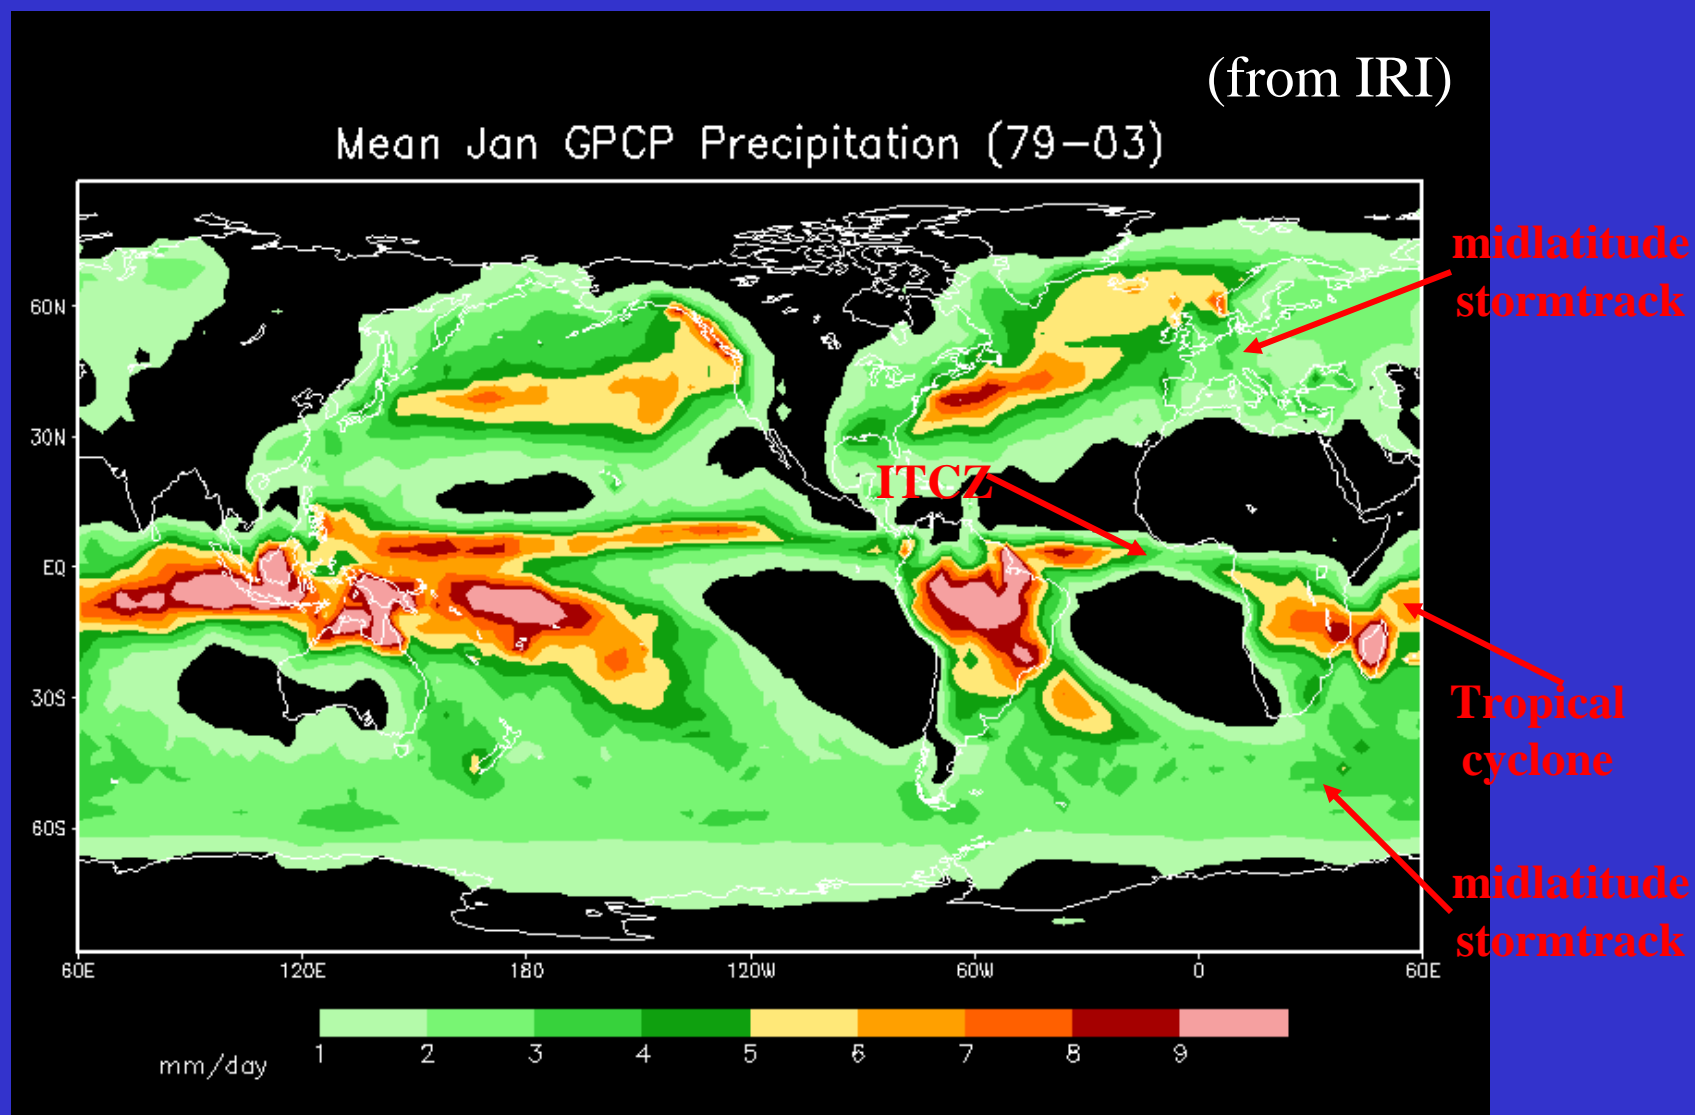 (from IRI)
Mean Jan GPCP Precipitation (79-03)
midlatitude
stormtrack
60N
30N
ITCZ
EQ
30S
Tropical
cyclone
60S
midlatitude
stormtrack
60E 120E 180 120W 60W 0 60E
1 2 3 4 5 6 7 8 9
mm/day